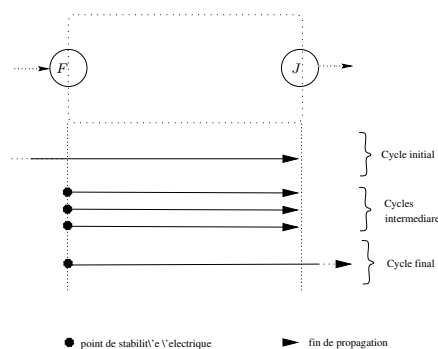 F
J
Cycle initial
Cycles
intermediare
Cycle final
point de stabilit\'e \'electrique
fin de propagation